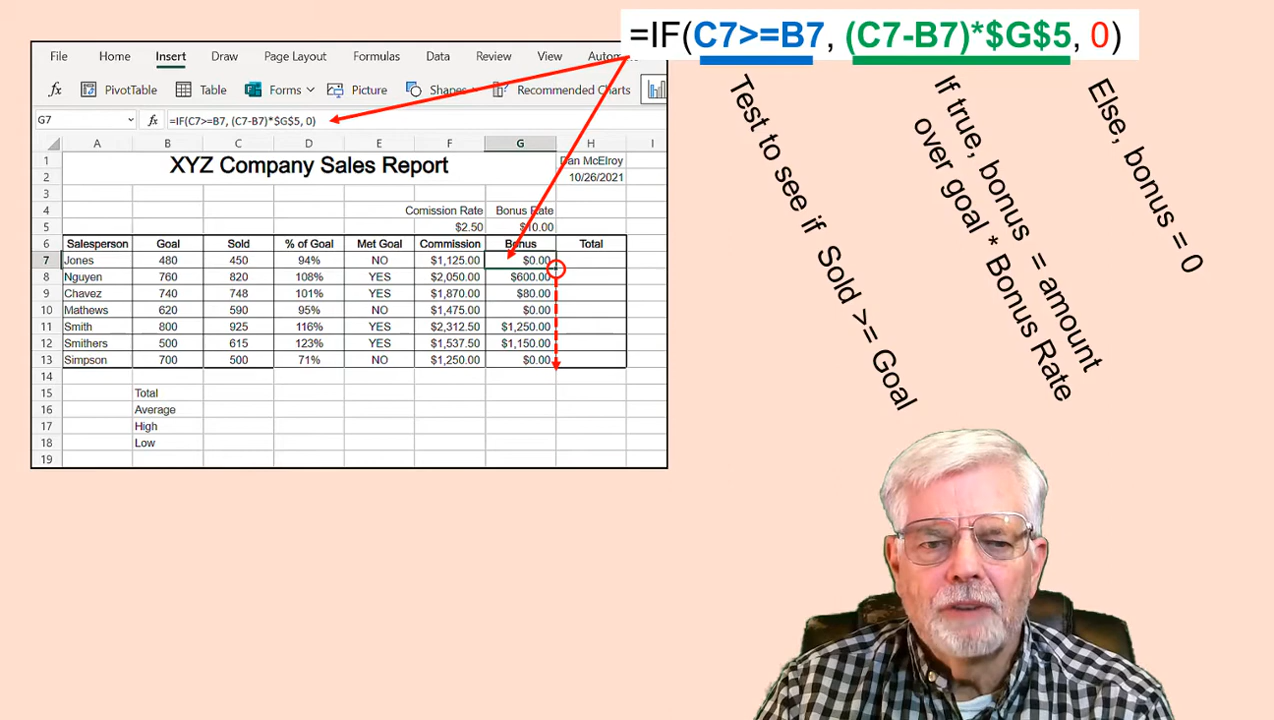 =IF(C7>=B7, (C7-B7)*$G$5, 0)
File Home Insert Draw Page Layout Formulas Data Review View
fx PivotTable Table Forms Picture Shapes Recommended Charts
G7 fx =IF(C7>=B7, (C7-B7)*$G$5, 0)
A B C D E F G H I
1 XYZ Company Sales Report Dan McElroy
2 10/26/2021
3
4 Comission Rate Bonus Rate
5 $2.50 $10.00
6 Salesperson Goal Sold % of Goal Met Goal Commission Bonus Total
7 Jones 480 450 94% NO $1,125.00 $0.00
8 Nguyen 760 820 108% YES $2,050.00 $600.00
9 Chavez 740 748 101% YES $1,870.00 $80.00
10 Mathews 620 590 95% NO $1,475.00 $0.00
11 Smith 800 925 116% YES $2,312.50 $1,250.00
12 Smithers 500 615 123% YES $1,537.50 $1,150.00
13 Simpson 700 500 71% NO $1,250.00 $0.00
14
15 Total
16 Average
17 High
18 Low
19
Test to see if Sold >= Goal
If true, bonus = amount
over goal * Bonus Rate
Else, bonus = 0